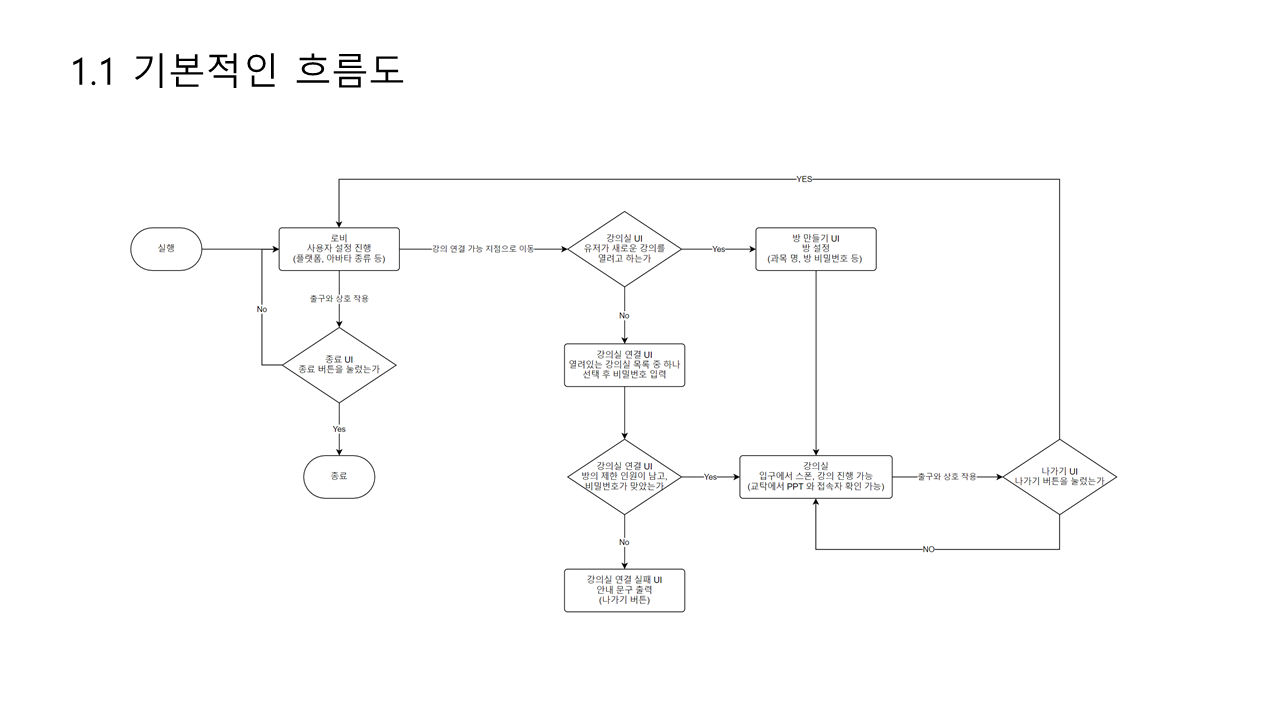 1.1 기본적인 흐름도
YES
실행
로비
사용자 설정 진행
(플랫폼, 아바타 종류 등)
강의 연결 가능 지점으로 이동
강의실 UI
유저가 새로운 강의를
열려고 하는가
Yes
방 만들기 UI
방 설정
(과목 명, 방 비밀번호 등)
출구와 상호 작용
No
No
종료 UI
종료 버튼을 눌렀는가
강의실 연결 UI
열려있는 강의실 목록 중 하나
선택 후 비밀번호 입력
Yes
종료
강의실 연결 UI
방의 제한 인원이 남고,
비밀번호가 맞았는가
Yes
강의실
입구에서 스폰, 강의 진행 가능
(교탁에서 PPT 와 접속자 확인 가능)
출구와 상호 작용
나가기 UI
나가기 버튼을 눌렀는가
No
NO
강의실 연결 실패 UI
안내 문구 출력
(나가기 버튼)